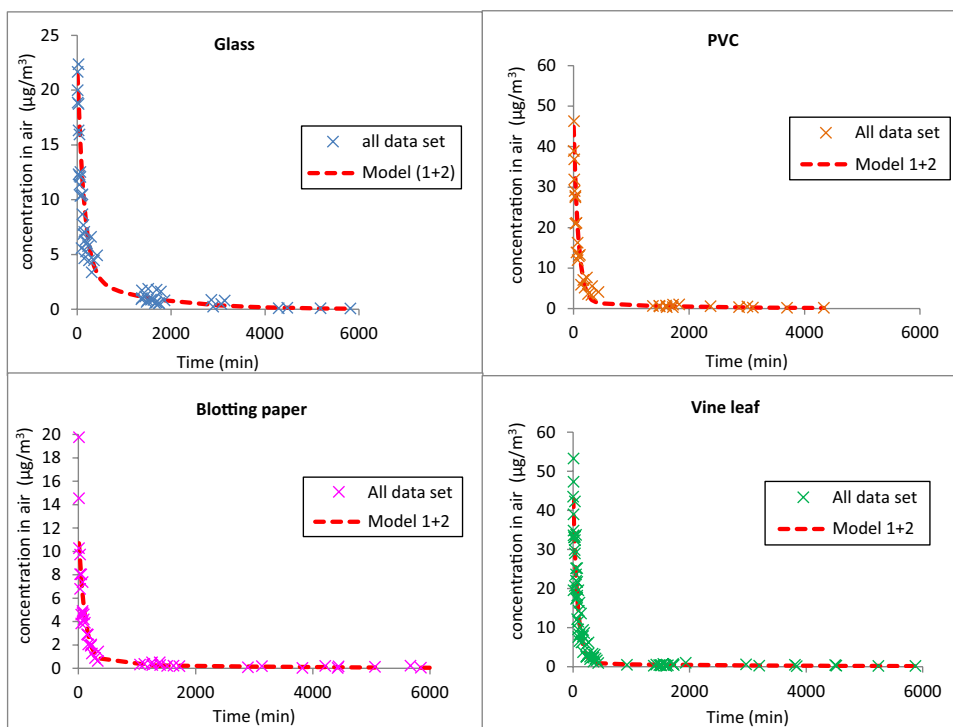 Glass
concentration in air (µg/m³)
25
20
15
10
5
0
0 2000 4000 6000
Time (min)
all data set
Model (1+2)
PVC
concentration in air (µg/m³)
60
50
40
30
20
10
0
0 2000 4000 6000
Time (min)
All data set
Model 1+2
Blotting paper
concentration in air (µg/m³)
20
18
16
14
12
10
8
6
4
2
0
0 2000 4000 6000
Time (min)
All data set
Model 1+2
Vine leaf
concentration in air (µg/m³)
60
50
40
30
20
10
0
0 2000 4000 6000
Time (min)
All data set
Model 1+2